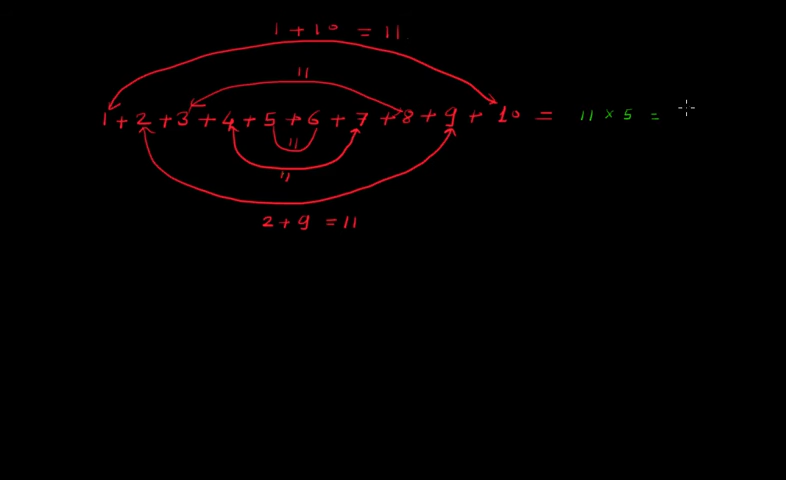 1 + 10 = 11
11
1 + 2 + 3 + 4 + 5 + 6 + 7 + 8 + 9 + 10 = 11 × 5 =
11
11
2 + 9 = 11